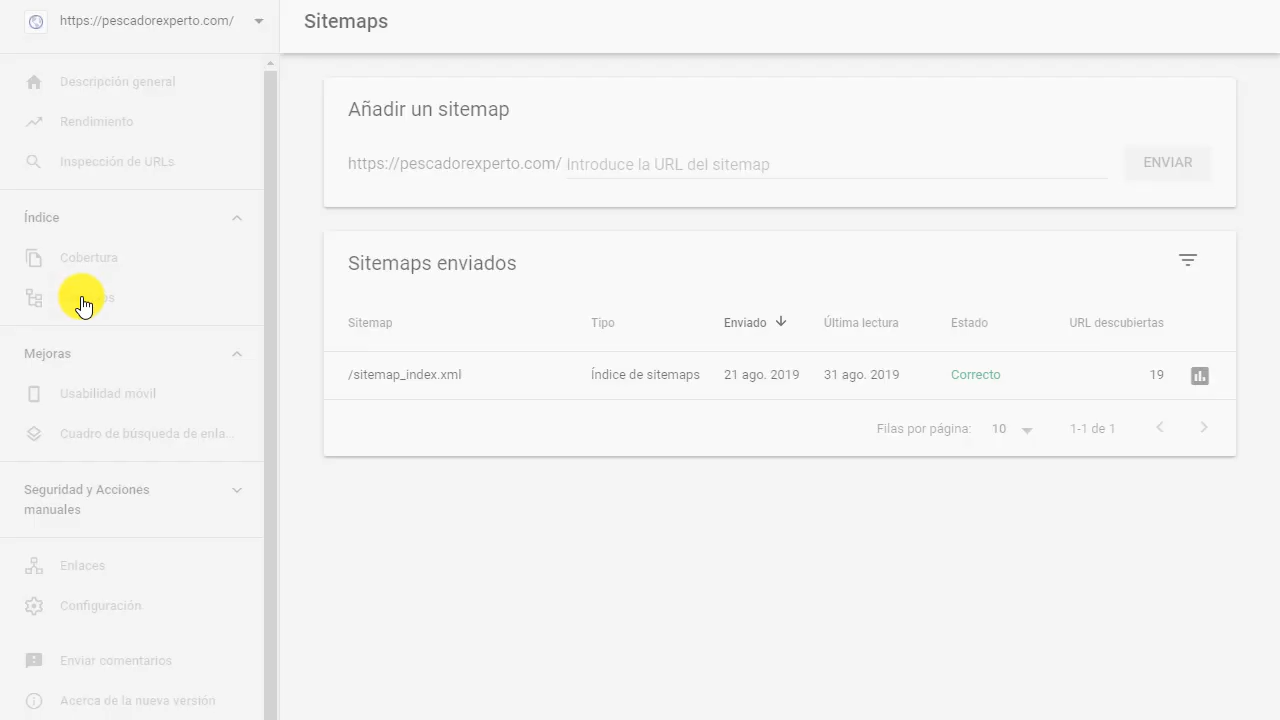 https://pescadorexperto.com/
Sitemaps
Descripción general
Rendimiento
Inspección de URLs
Índice
Cobertura
Mejoras
Usabilidad móvil
Cuadro de búsqueda de enla...
Seguridad y Acciones
manuales
Enlaces
Configuración
Enviar comentarios
Acerca de la nueva versión
Añadir un sitemap
https://pescadorexperto.com/ Introduce la URL del sitemap ENVIAR
Sitemaps enviados
Sitemap Tipo Enviado Última lectura Estado URL descubiertas
/sitemap_index.xml Índice de sitemaps 21 ago. 2019 31 ago. 2019 Correcto 19
Filas por página: 10 1-1 de 1